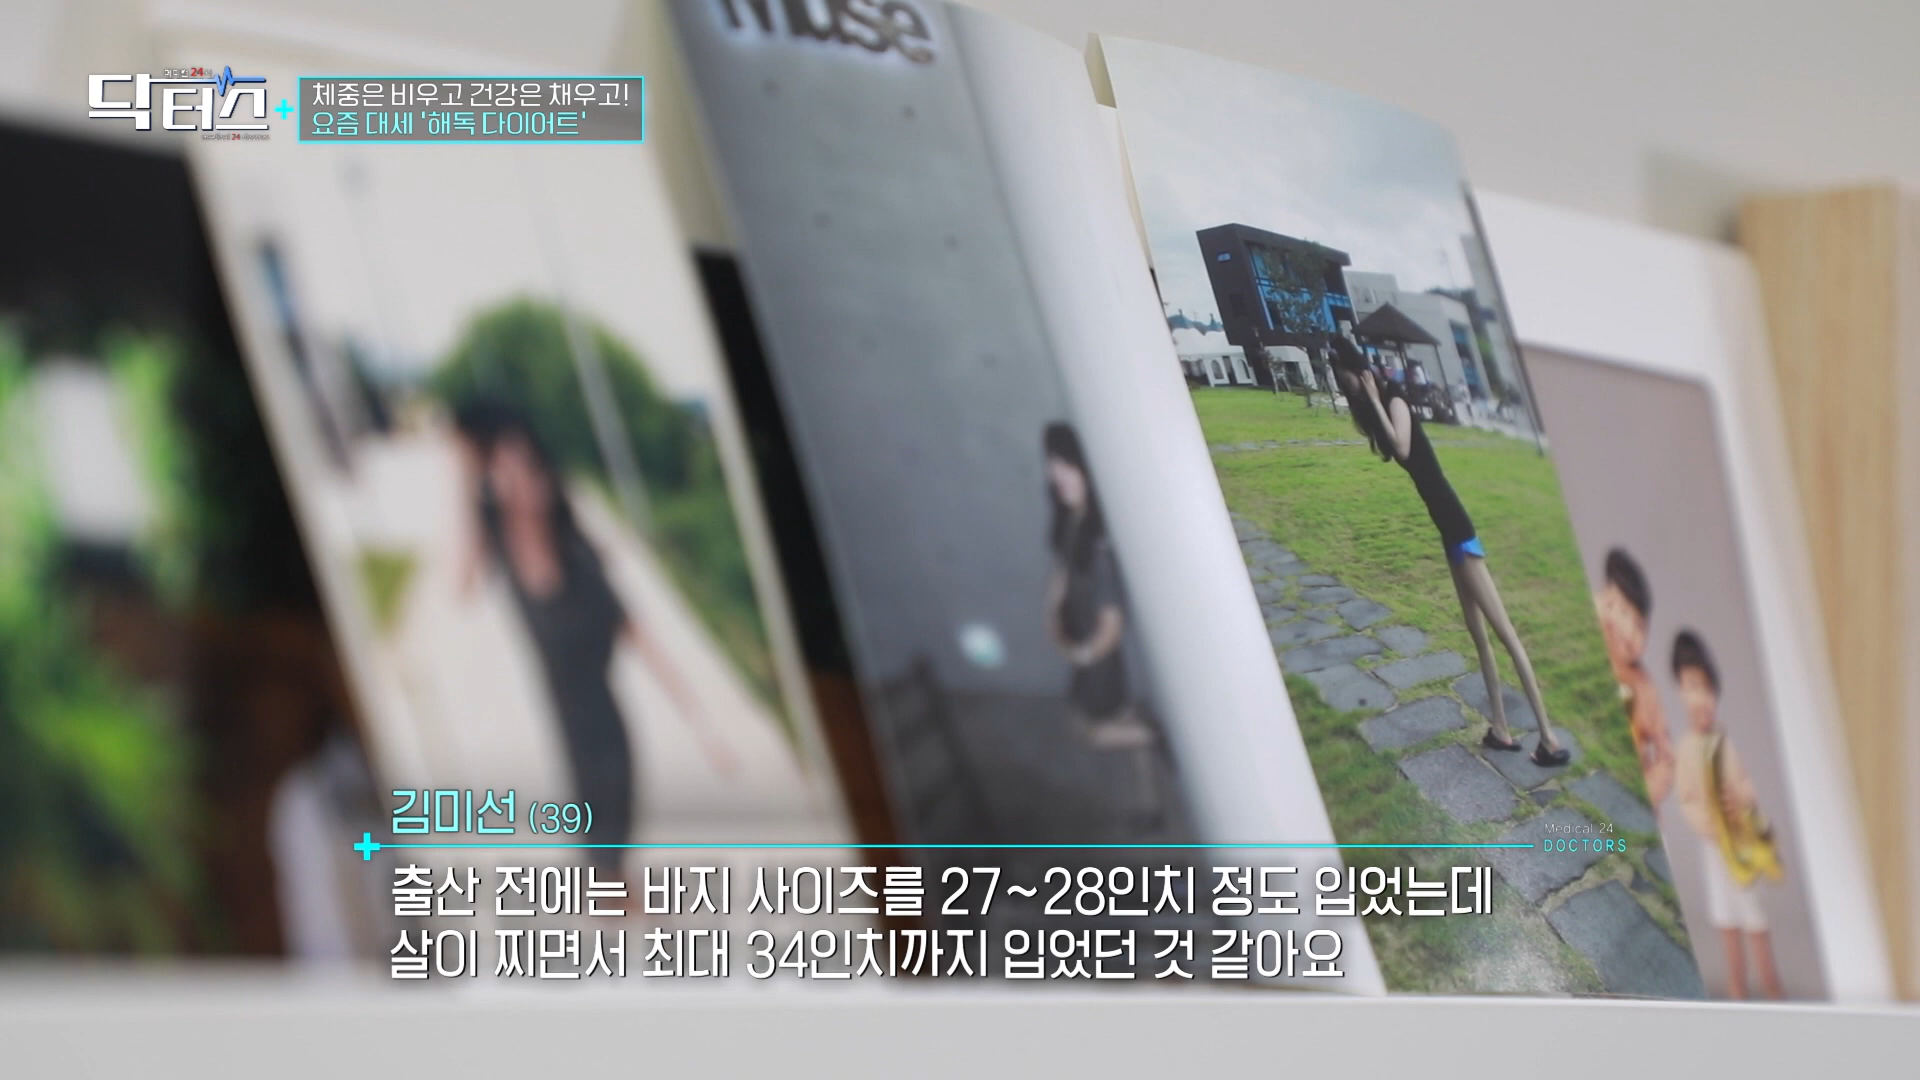 Muse
닥터스
체중은 비우고 건강은 채우고!
요즘 대세 '해독 다이어트'
김미선 (39)
Medical 24
DOCTORS
출산 전에는 바지 사이즈를 27~28인치 정도 입었는데
살이 찌면서 최대 34인치까지 입었던 것 같아요